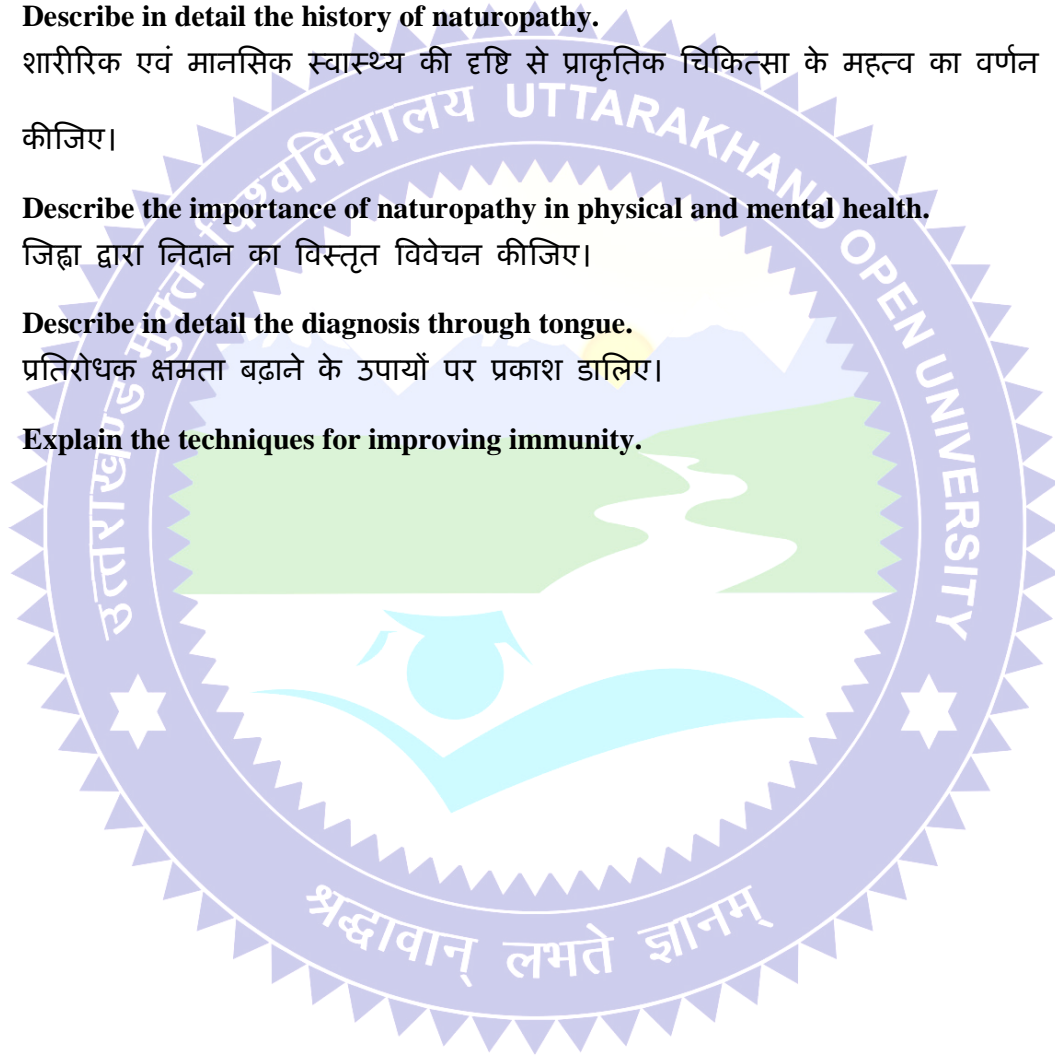 Describe in detail the history of naturopathy.
शारीरिक एवं मानसिक स्वास्थ्य की दृष्टि से प्राकृतिक चिकित्सा के महत्व का वर्णन
कीजिए।
Describe the importance of naturopathy in physical and mental health.
जिह्वा द्वारा निदान का विस्तृत विवेचन कीजिए।
Describe in detail the diagnosis through tongue.
प्रतिरोधक क्षमता बढ़ाने के उपायों पर प्रकाश डालिए।
Explain the techniques for improving immunity.
उत्तराखण्ड मुक्त विश्वविद्यालय UTTARAKHAND OPEN UNIVERSITY
श्रद्धावान् लभते ज्ञानम्